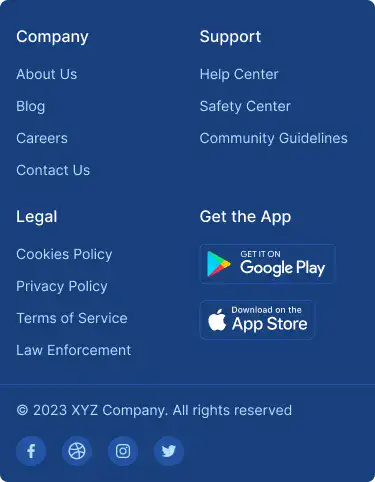 Company
About Us
Blog
Careers
Contact Us
Support
Help Center
Safety Center
Community Guidelines
Legal
Cookies Policy
Privacy Policy
Terms of Service
Law Enforcement
Get the App
GET IT ON
Google Play
Download on the
App Store
© 2023 XYZ Company. All rights reserved